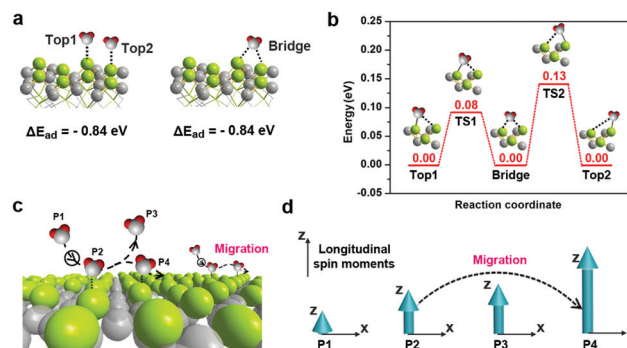 a
Top1
Top2
Bridge
ΔEad = - 0.84 eV
ΔEad = - 0.84 eV
b
Energy (eV)
0.25
0.20
0.15
0.10
0.05
0.00
-0.05
0.08
TS1
0.13
TS2
0.00
0.00
0.00
Top1
Bridge
Top2
Reaction coordinate
c
P1
P2
P3
P4
Migration
d
Z
Longitudinal
spin moments
Migration
Z
X
P1
Z
X
P2
Z
X
P3
Z
X
P4